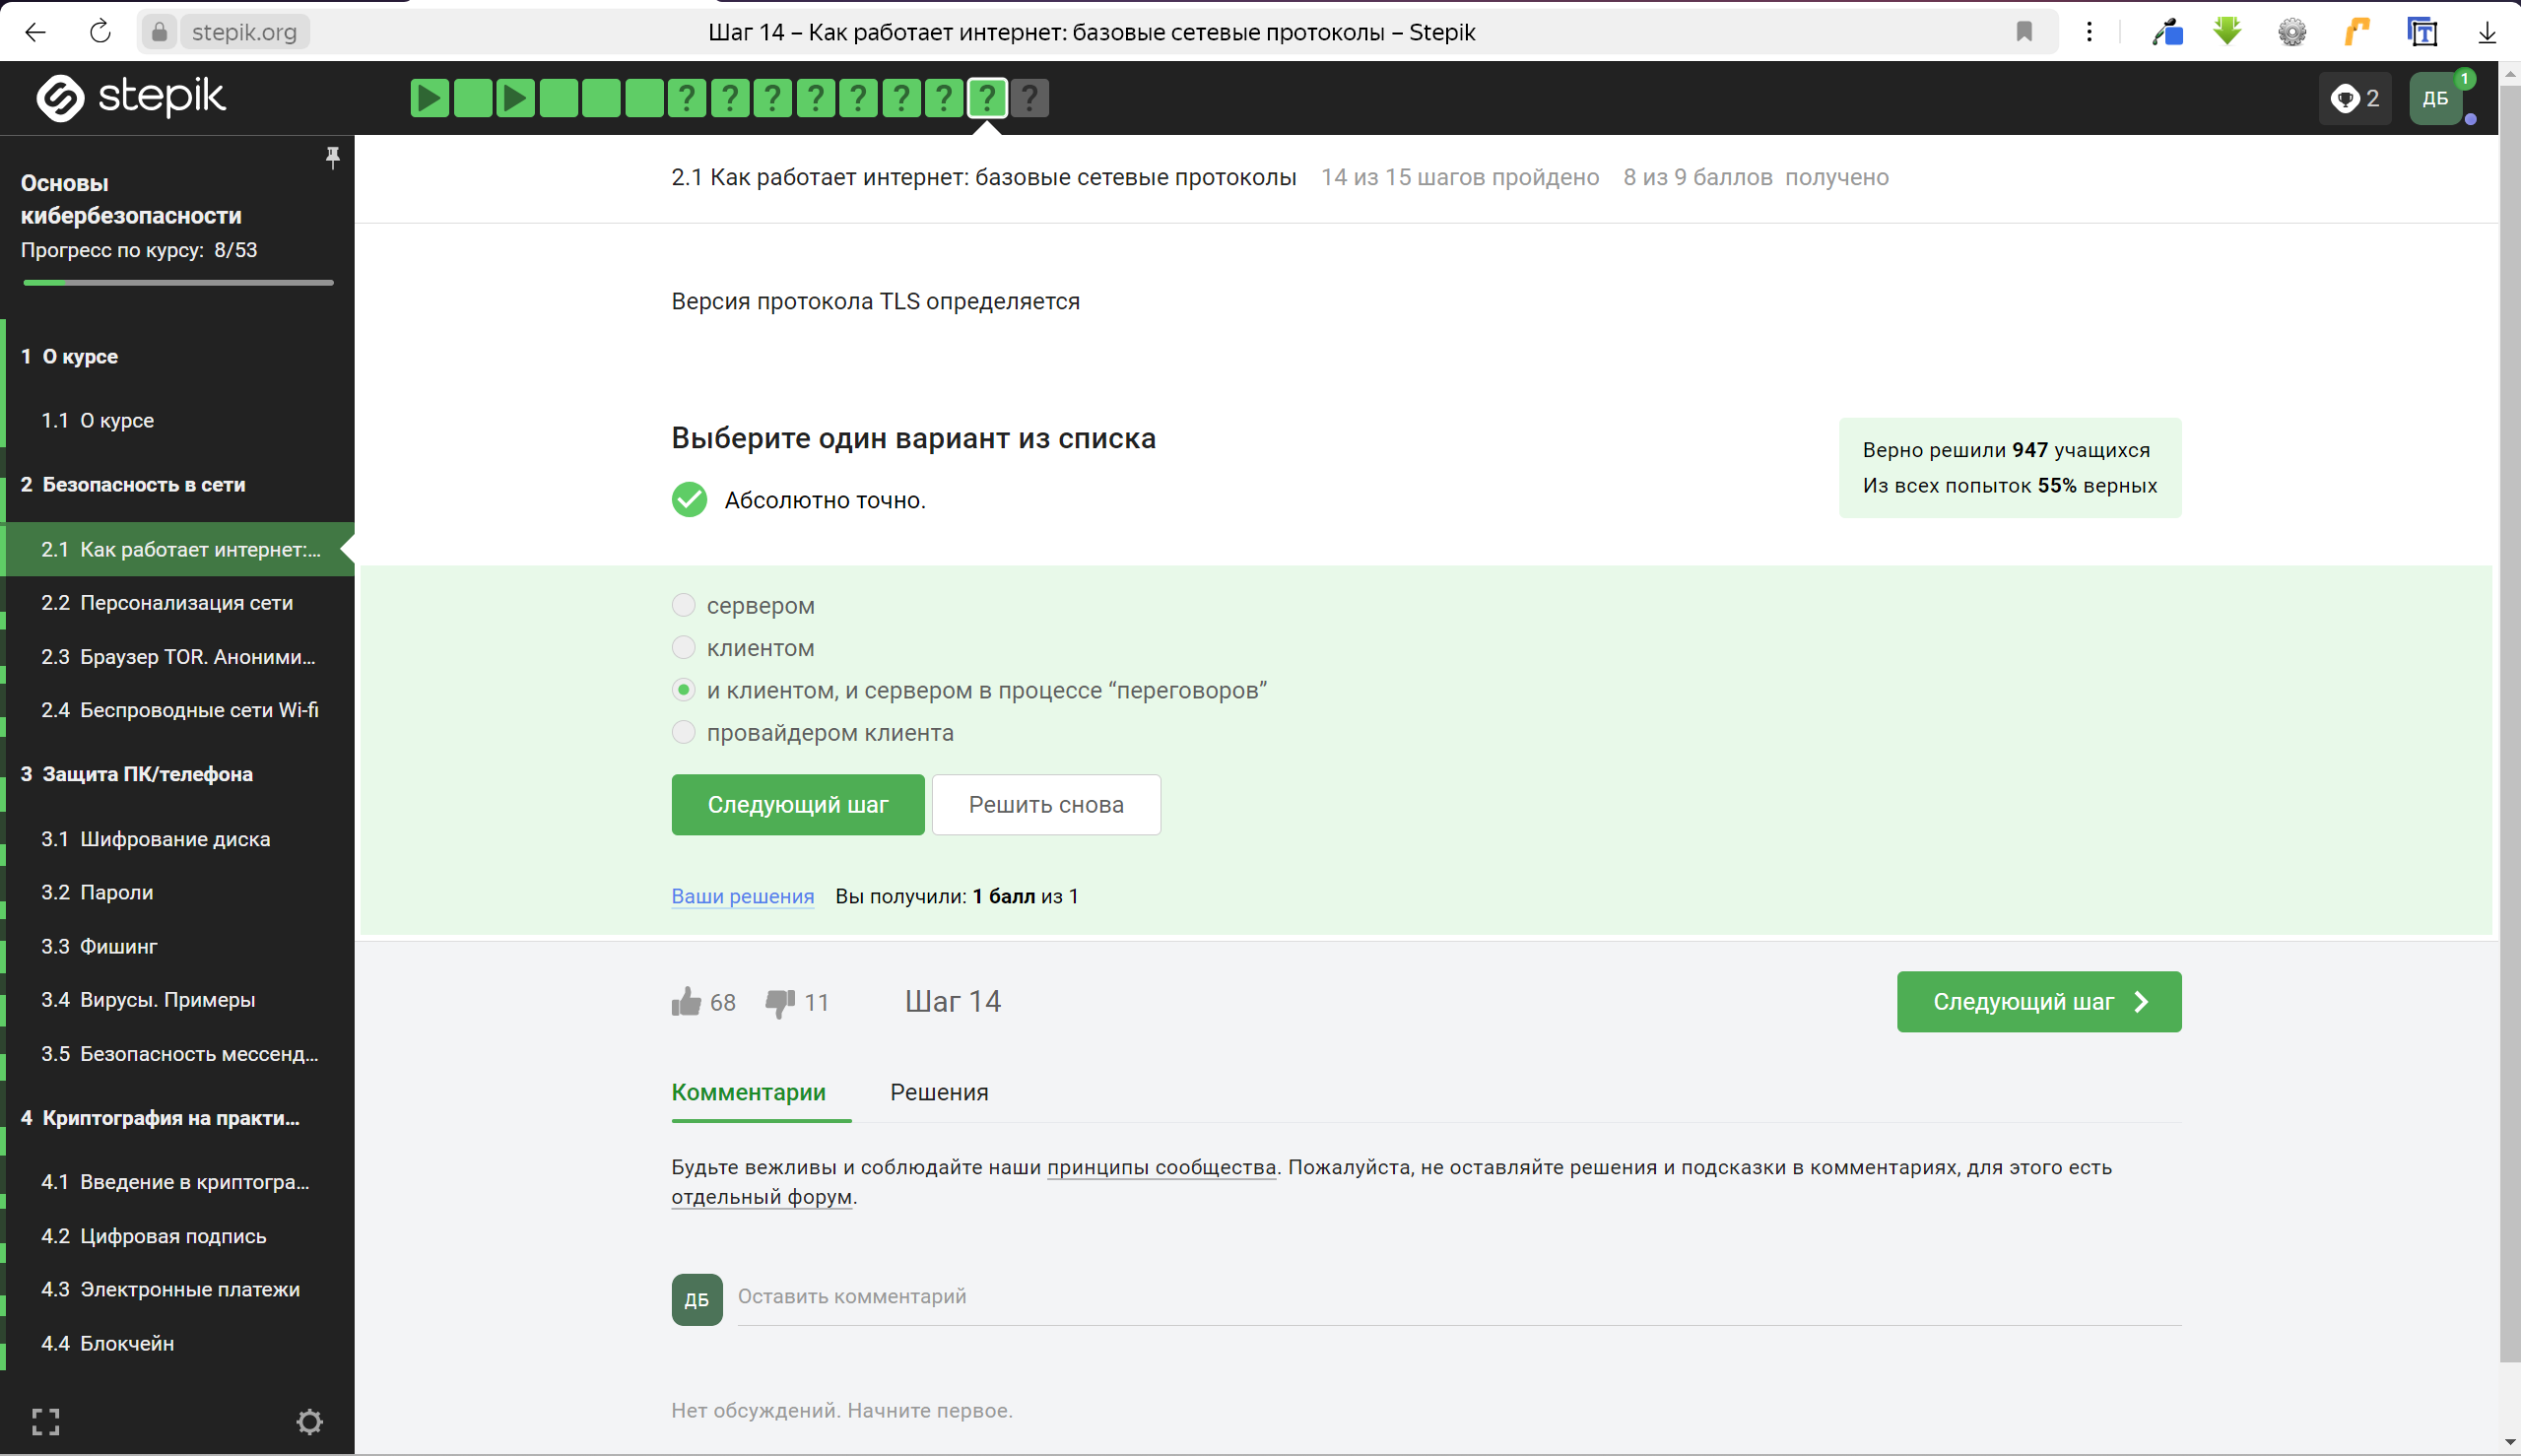 stepik.org
Шаг 14 – Как работает интернет: базовые сетевые протоколы – Stepik
stepik
? ? ? ? ? ? ? ? ?
2
ДБ
1
Основы
кибербезопасности
Прогресс по курсу: 8/53
1 О курсе
1.1 О курсе
2 Безопасность в сети
2.1 Как работает интернет:...
2.2 Персонализация сети
2.3 Браузер TOR. Аноними...
2.4 Беспроводные сети Wi-fi
3 Защита ПК/телефона
3.1 Шифрование диска
3.2 Пароли
3.3 Фишинг
3.4 Вирусы. Примеры
3.5 Безопасность мессенд...
4 Криптография на практи...
4.1 Введение в криптогра...
4.2 Цифровая подпись
4.3 Электронные платежи
4.4 Блокчейн
2.1 Как работает интернет: базовые сетевые протоколы 14 из 15 шагов пройдено 8 из 9 баллов получено
Версия протокола TLS определяется
Выберите один вариант из списка
Абсолютно точно.
Верно решили 947 учащихся
Из всех попыток 55% верных
сервером
клиентом
и клиентом, и сервером в процессе “переговоров”
провайдером клиента
Следующий шаг
Решить снова
Ваши решения Вы получили: 1 балл из 1
68 11 Шаг 14
Следующий шаг
Комментарии Решения
Будьте вежливы и соблюдайте наши принципы сообщества. Пожалуйста, не оставляйте решения и подсказки в комментариях, для этого есть
отдельный форум.
ДБ
Оставить комментарий
Нет обсуждений. Начните первое.